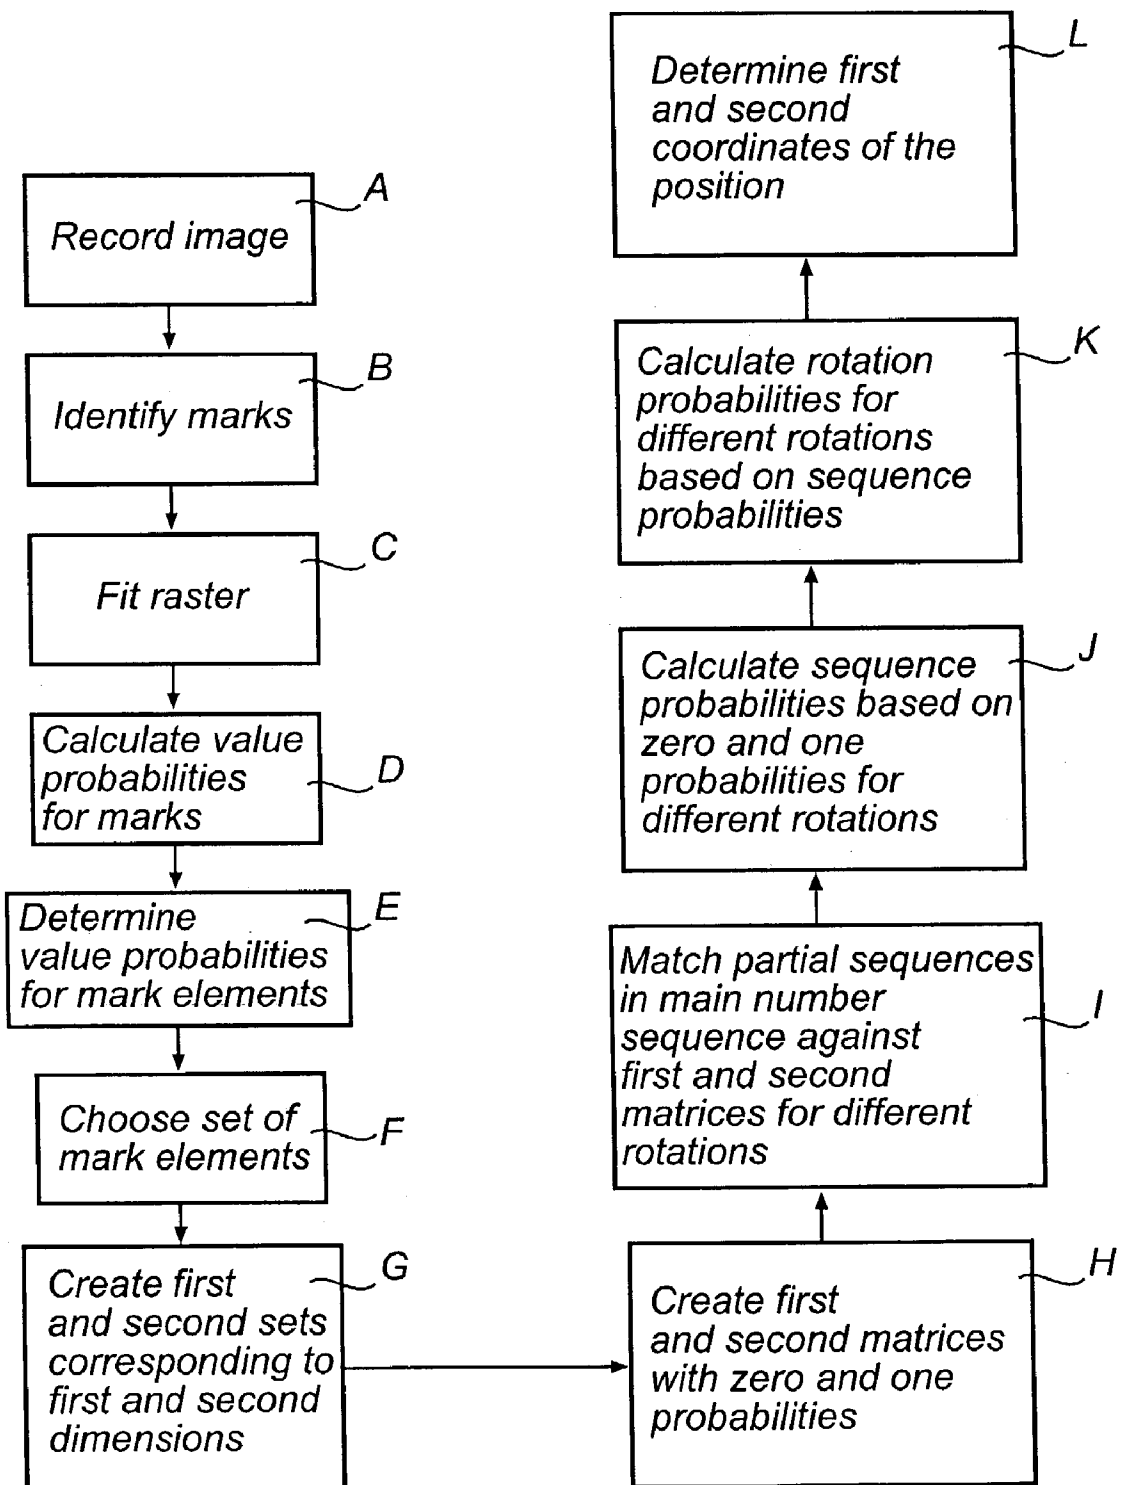 A
Record image
B
Identify marks
C
Fit raster
D
Calculate value
probabilities
for marks
E
Determine
value probabilities
for mark elements
F
Choose set of
mark elements
G
Create first
and second sets
corresponding to
first and second
dimensions
H
Create first
and second matrices
with zero and one
probabilities
I
Match partial sequences
in main number
sequence against
first and second
matrices for different
rotations
J
Calculate sequence
probabilities based on
zero and one
probabilities for
different rotations
K
Calculate rotation
probabilities for
different rotations
based on sequence
probabilities
L
Determine first
and second
coordinates of the
position